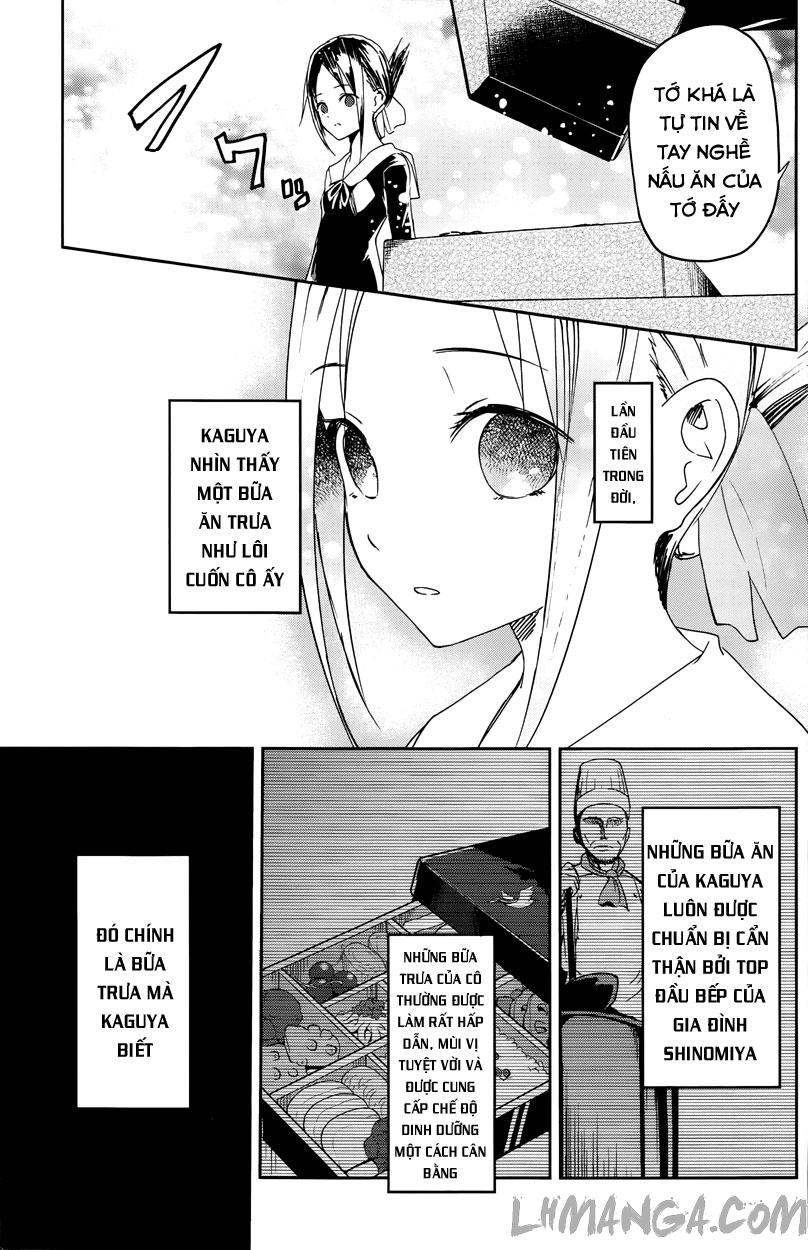 TỚ KHÁ LÀ
TỰ TIN VỀ
TAY NGHỀ
NẤU ĂN CỦA
TỚ ĐẤY
クワァッ
LẦN
ĐẦU
TIÊN
TRONG
ĐỜI,
KAGUYA
NHÌN THẤY
MỘT BỮA
ĂN TRƯA
NHƯ LÔI
CUỐN CÔ ẤY
NHỮNG BỮA ĂN
CỦA KAGUYA
LUÔN ĐƯỢC
CHUẨN BỊ CẨN
THẬN BỞI TOP
ĐẦU BẾP CỦA
GIA ĐÌNH
SHINOMIYA
NHỮNG BỮA
TRƯA CỦA CÔ
THƯỜNG ĐƯỢC
LÀM RẤT HẤP
DẪN, MÙI VỊ
TUYỆT VỜI VÀ
ĐƯỢC CUNG
CẤP CHẾ ĐỘ
DINH DƯỠNG
MỘT CÁCH CÂN
BẰNG
ĐÓ CHÍNH
LÀ BỮA
TRƯA MÀ
KAGUYA
BIẾT
LHMANGA.COM